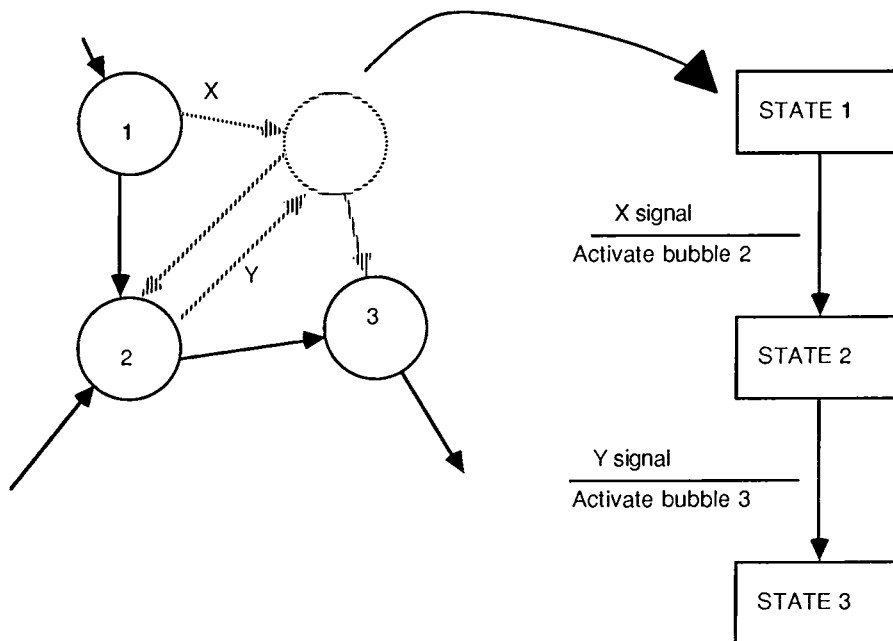 X
1
STATE 1
X signal
Activate bubble 2
Y
3
2
STATE 2
Y signal
Activate bubble 3
STATE 3